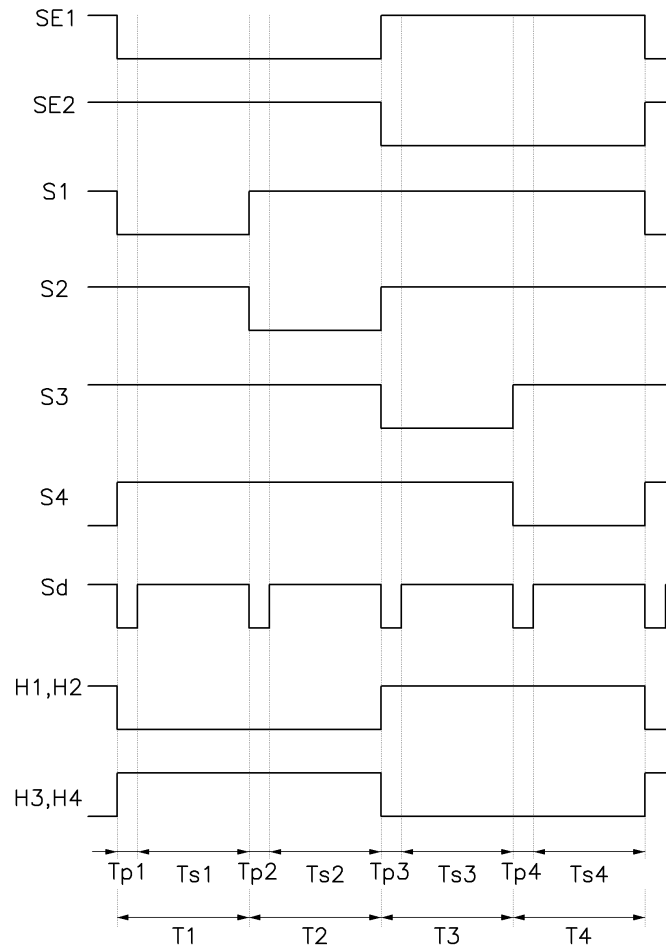 SE1
SE2
S1
S2
S3
S4
Sd
H1,H2
H3,H4
Tp1 Ts1 Tp2 Ts2 Tp3 Ts3 Tp4 Ts4
T1 T2 T3 T4